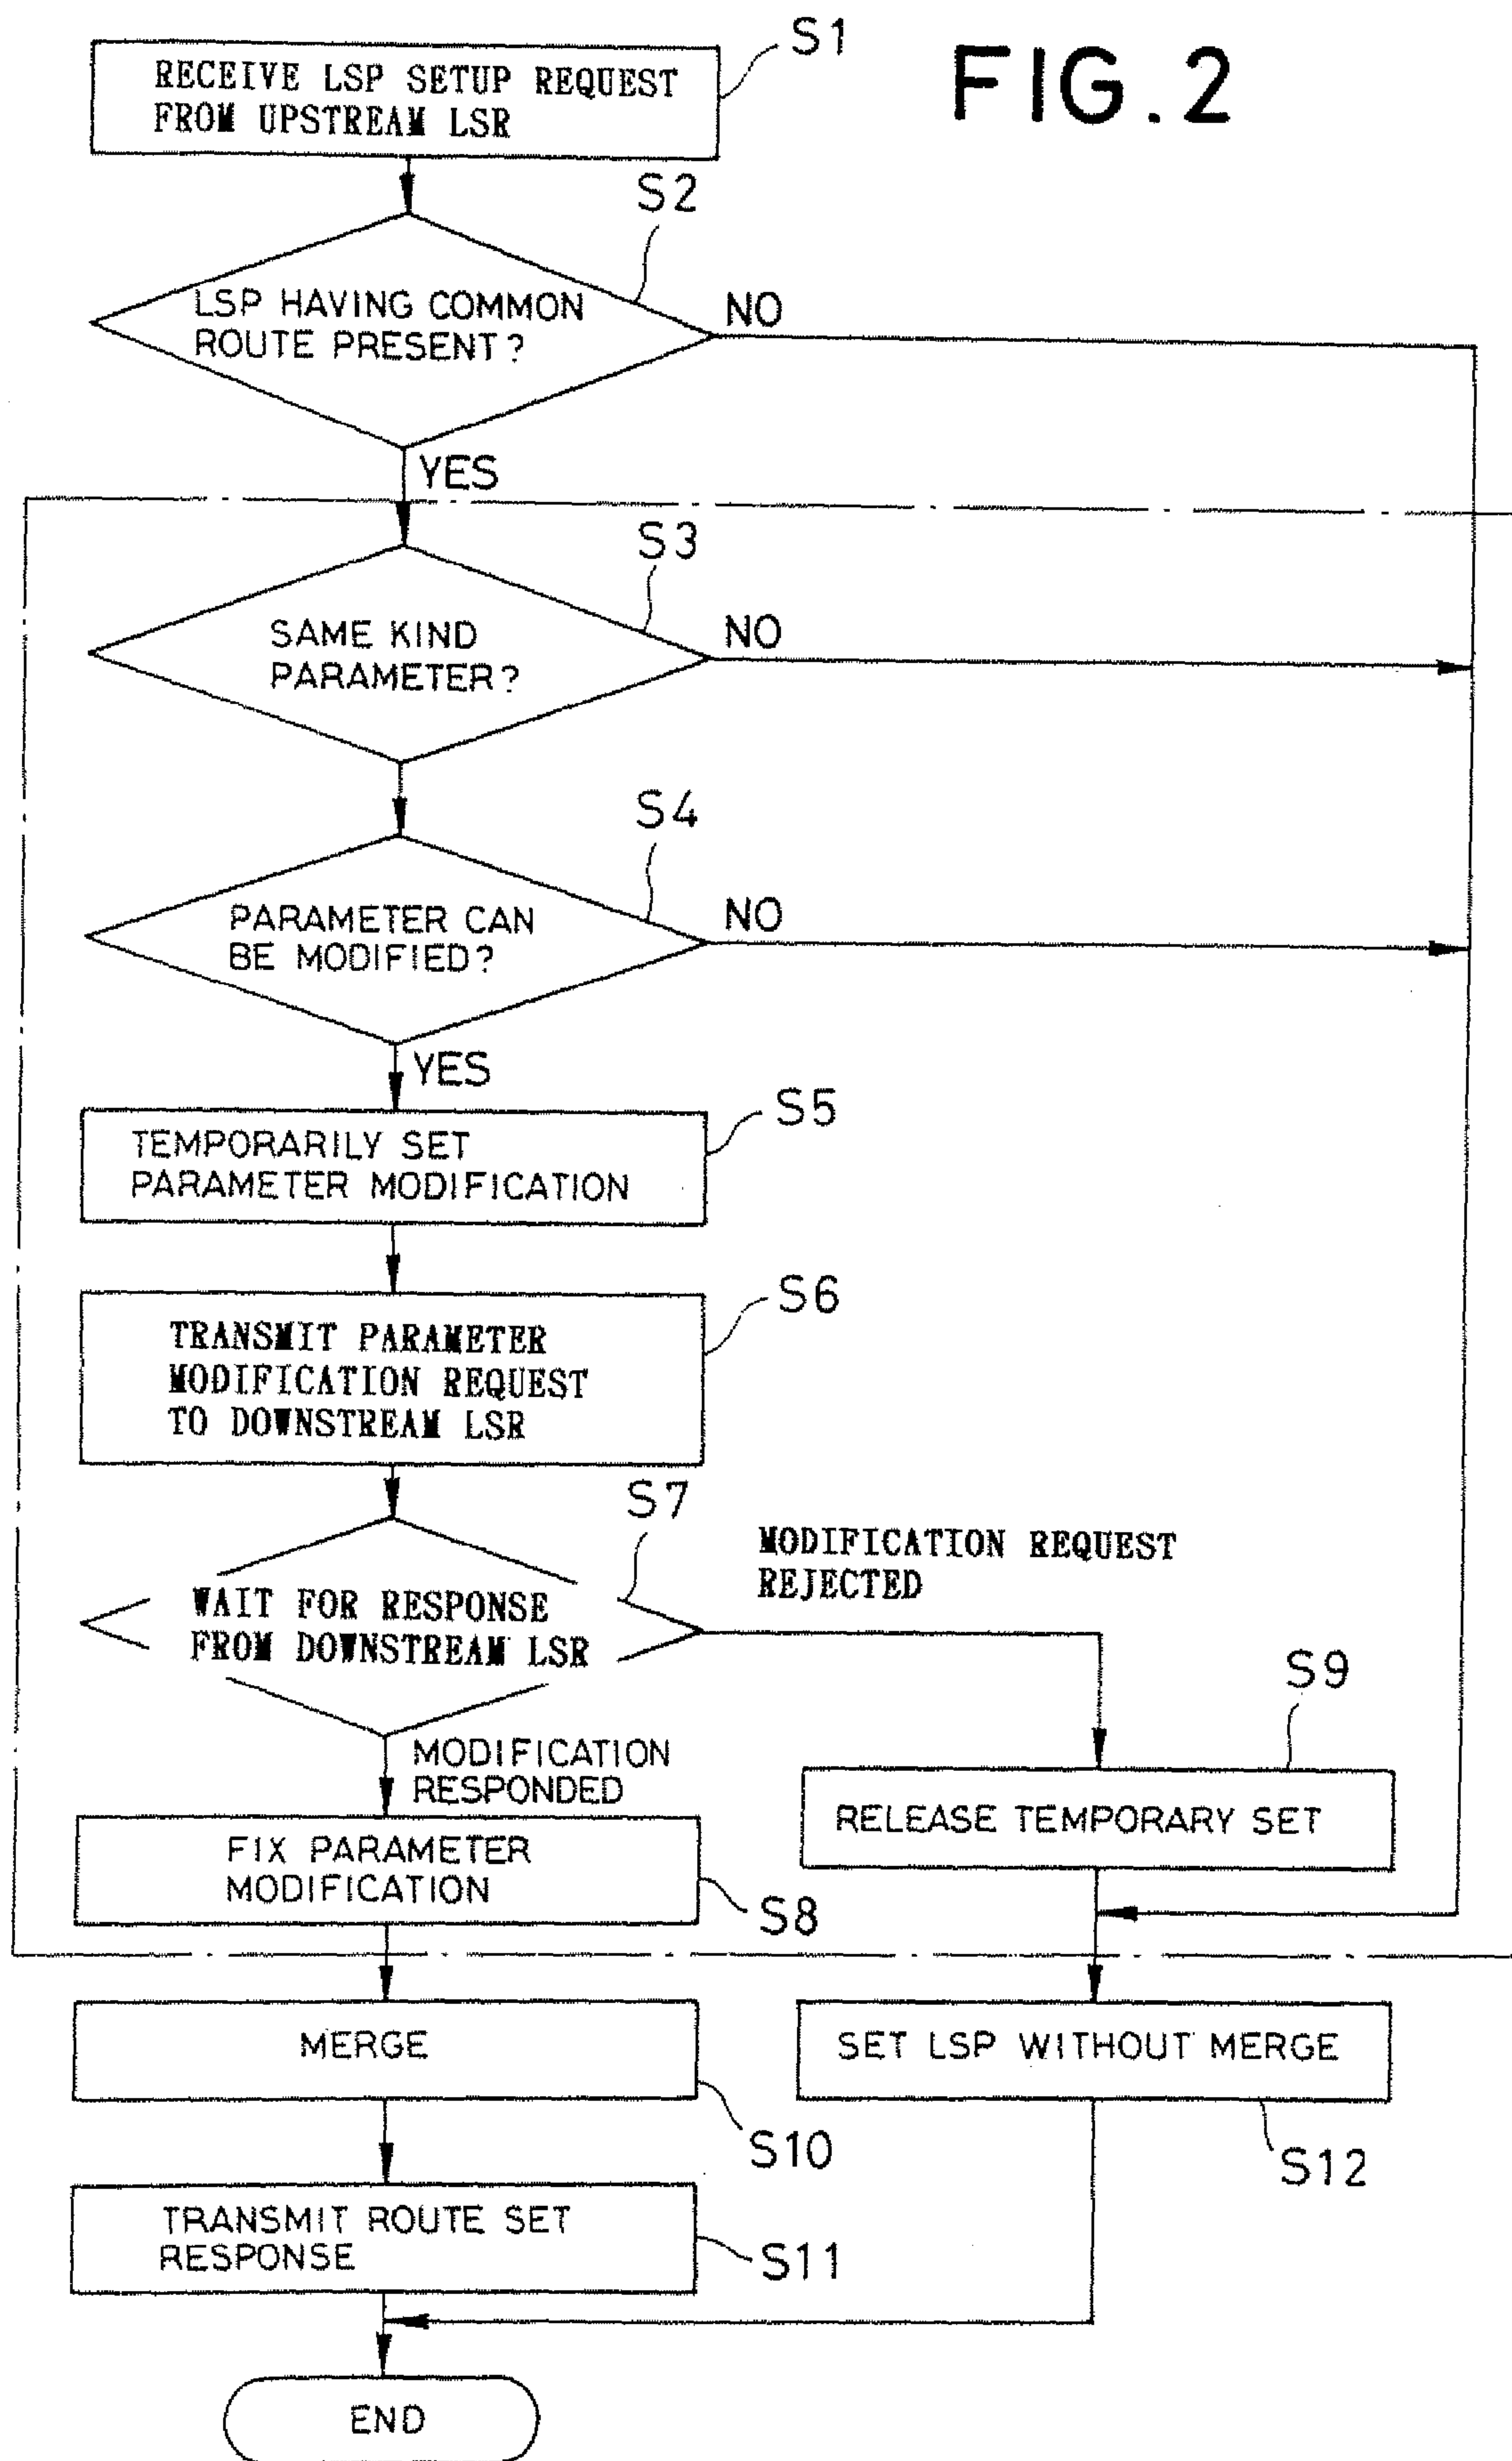 FIG.2
S1
RECEIVE LSP SETUP REQUEST
FROM UPSTREAM LSR
S2
LSP HAVING COMMON
ROUTE PRESENT?
NO
YES
S3
SAME KIND
PARAMETER?
NO
S4
PARAMETER CAN
BE MODIFIED?
NO
YES
S5
TEMPORARILY SET
PARAMETER MODIFICATION
S6
TRANSMIT PARAMETER
MODIFICATION REQUEST
TO DOWNSTREAM LSR
S7
WAIT FOR RESPONSE
FROM DOWNSTREAM LSR
MODIFICATION REQUEST
REJECTED
MODIFICATION
RESPONDED
S9
RELEASE TEMPORARY SET
FIX PARAMETER
MODIFICATION
S8
MERGE
S10
SET LSP WITHOUT MERGE
S12
TRANSMIT ROUTE SET
RESPONSE
S11
END